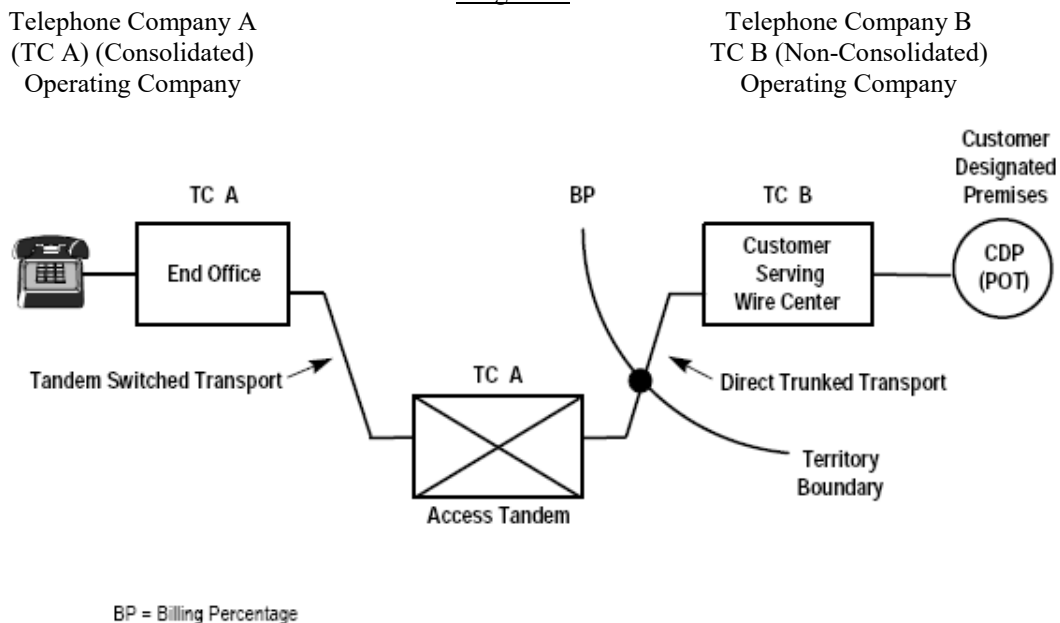 Telephone Company A
(TC A) (Consolidated)
Operating Company
Telephone Company B
TC B (Non-Consolidated)
Operating Company
TC A
End Office
Tandem Switched Transport
TC A
Access Tandem
BP
TC B
Customer
Serving
Wire Center
Customer
Designated
Premises
CDP
(POT)
Direct Trunked Transport
Territory
Boundary
BP = Billing Percentage